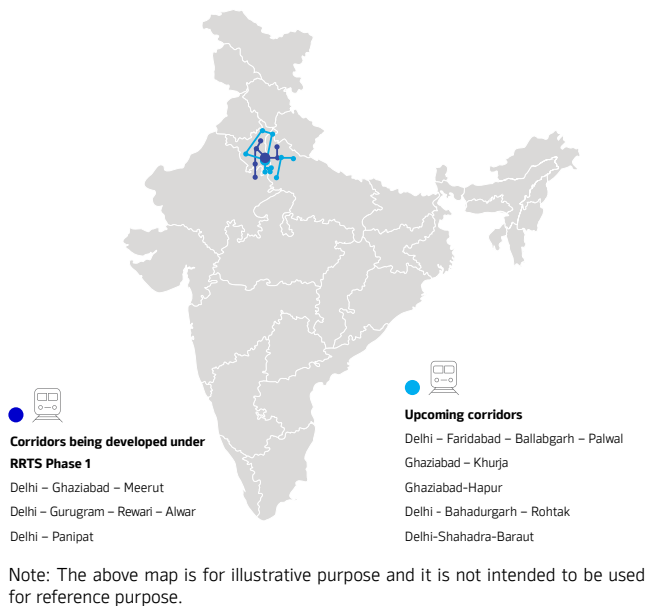 Corridors being developed under
RRTS Phase 1
Delhi – Ghaziabad – Meerut
Delhi – Gurugram – Rewari – Alwar
Delhi – Panipat
Upcoming corridors
Delhi – Faridabad – Ballabgarh – Palwal
Ghaziabad – Khurja
Ghaziabad-Hapur
Delhi - Bahadurgarh – Rohtak
Delhi-Shahadra-Baraut
Note: The above map is for illustrative purpose and it is not intended to be used
for reference purpose.